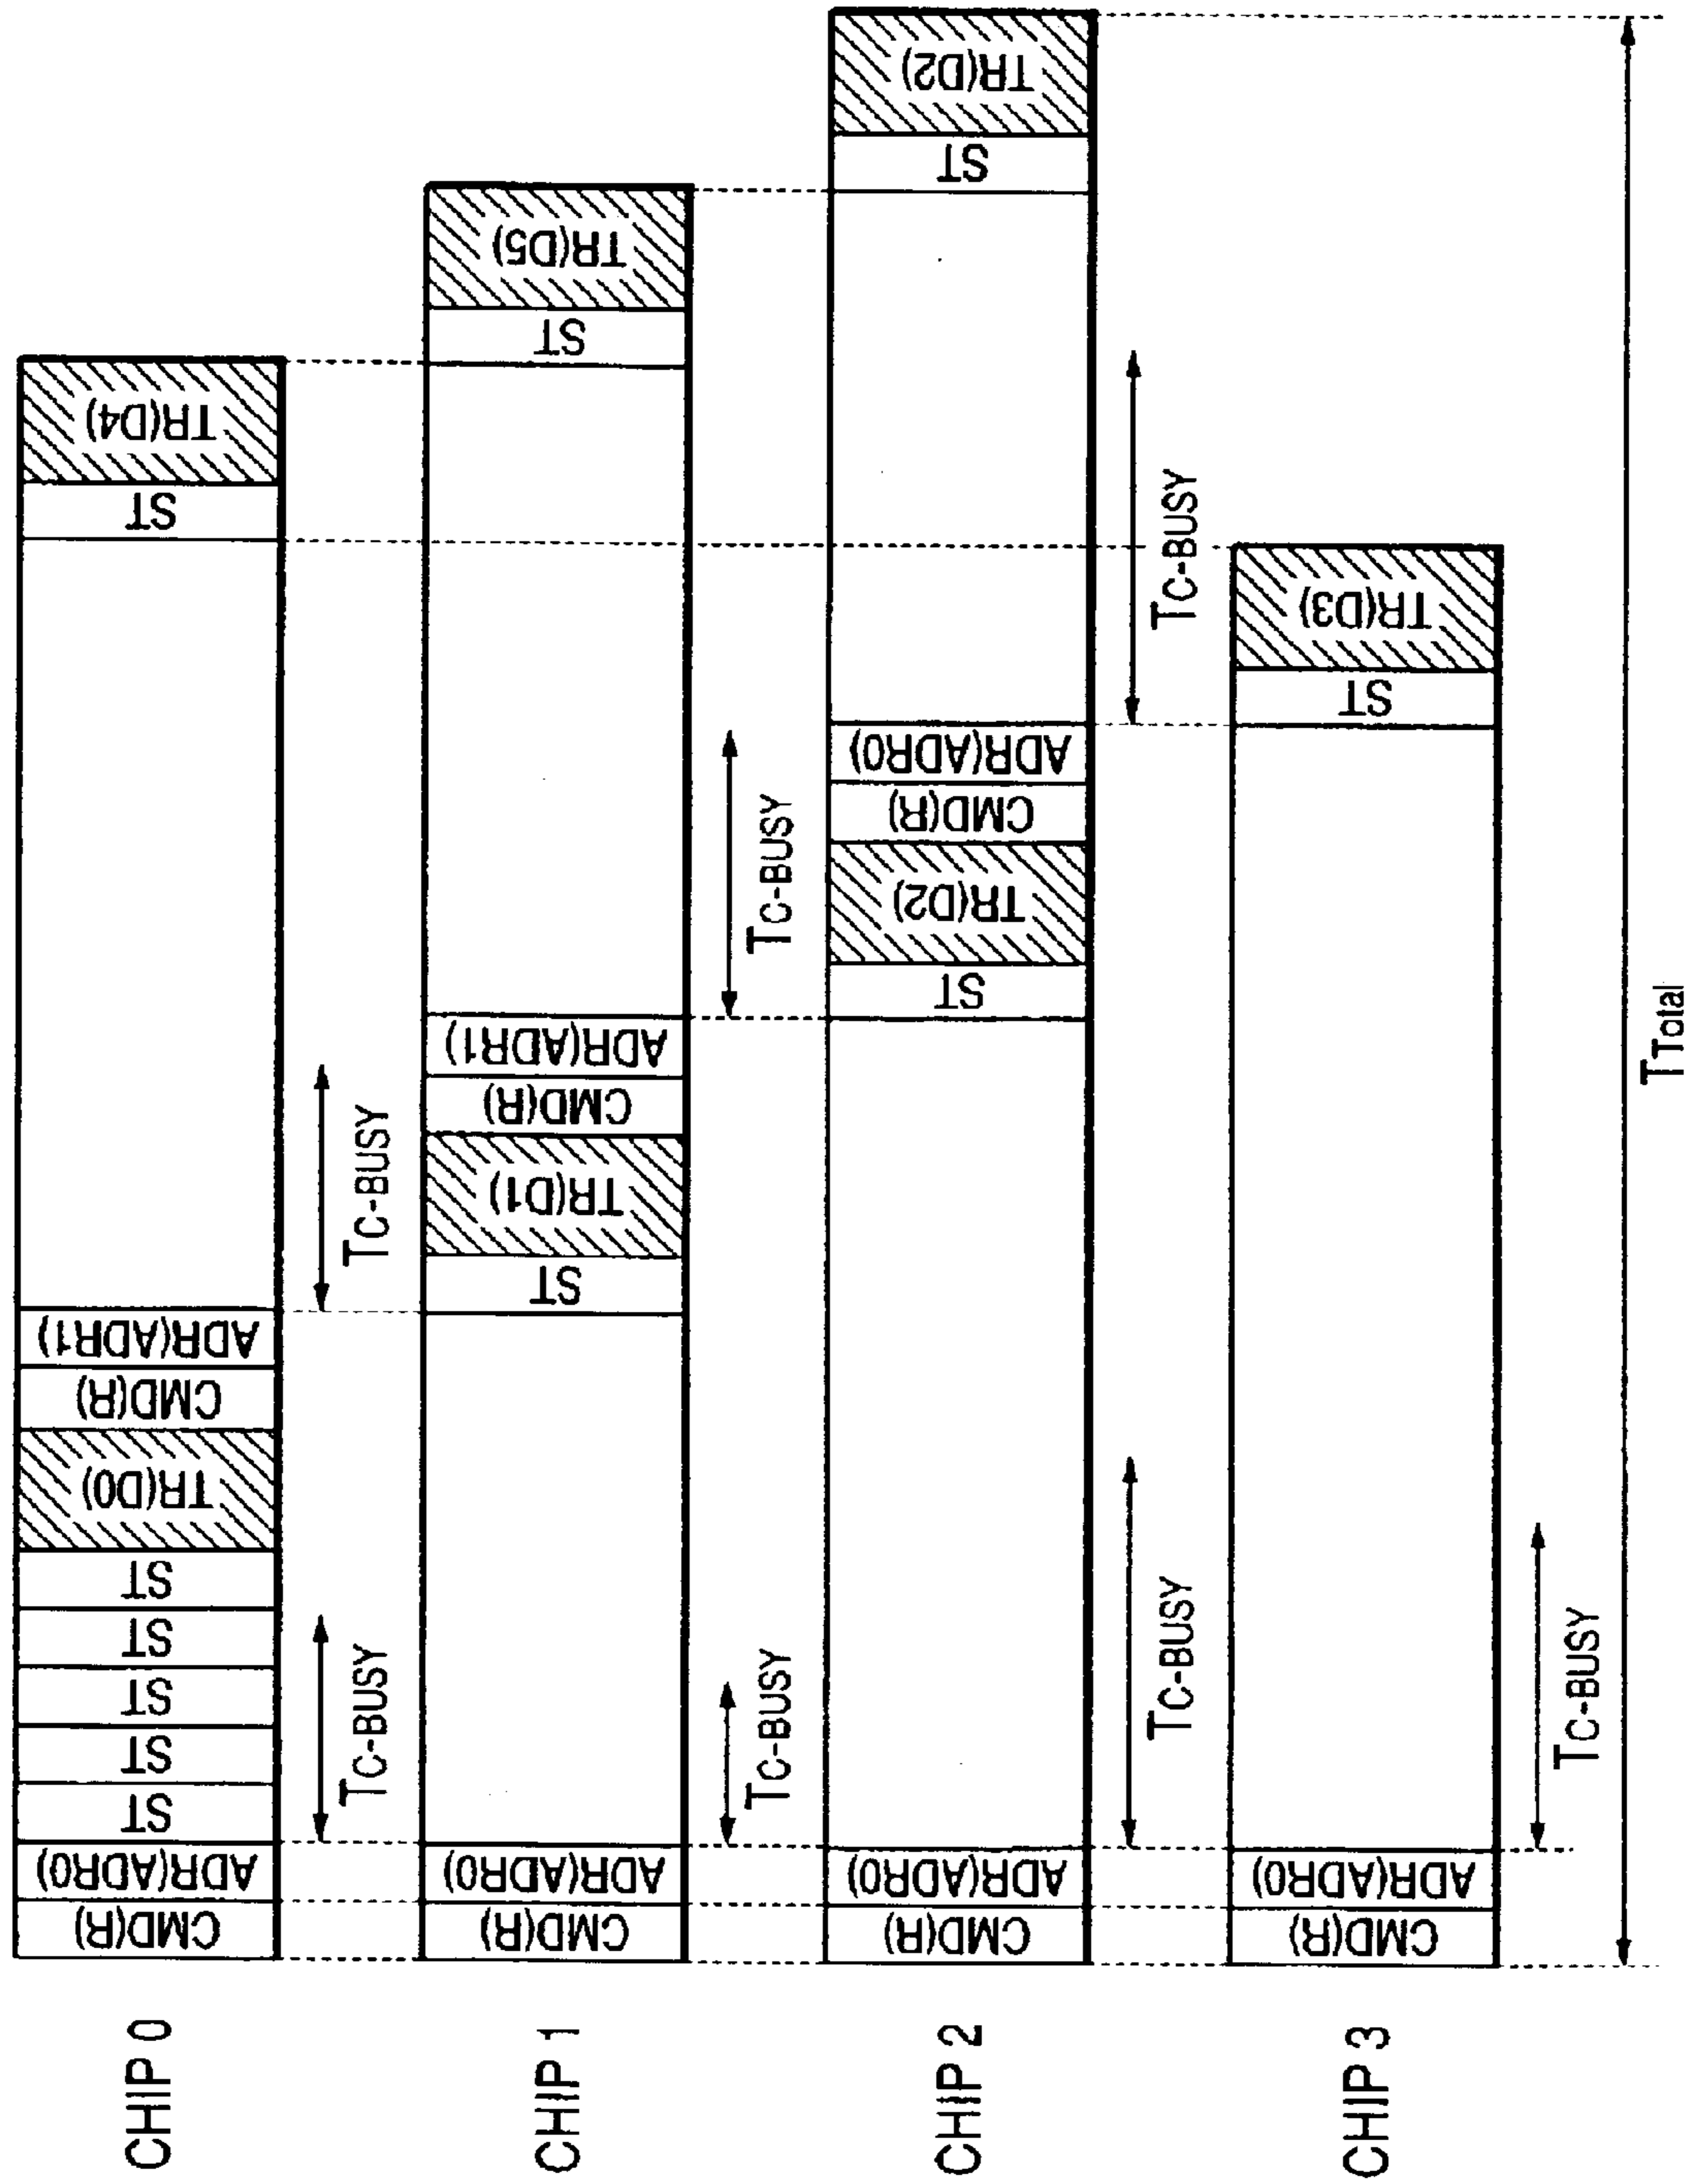 CHIP 0
CMD(R)
ADR(ADR0)
ST
ST
ST
ST
ST
TR(D0)
CMD(R)
ADR(ADR1)
ST
TR(D4)
TC-BUSY
TC-BUSY
CHIP 1
CMD(R)
ADR(ADR0)
ST
TR(D1)
CMD(R)
ADR(ADR1)
ST
TR(D5)
TC-BUSY
TC-BUSY
CHIP 2
CMD(R)
ADR(ADR0)
ST
TR(D2)
CMD(R)
ADR(ADR0)
ST
TR(D2)
TC-BUSY
TC-BUSY
CHIP 3
CMD(R)
ADR(ADR0)
ST
TR(D3)
TC-BUSY
TTotal